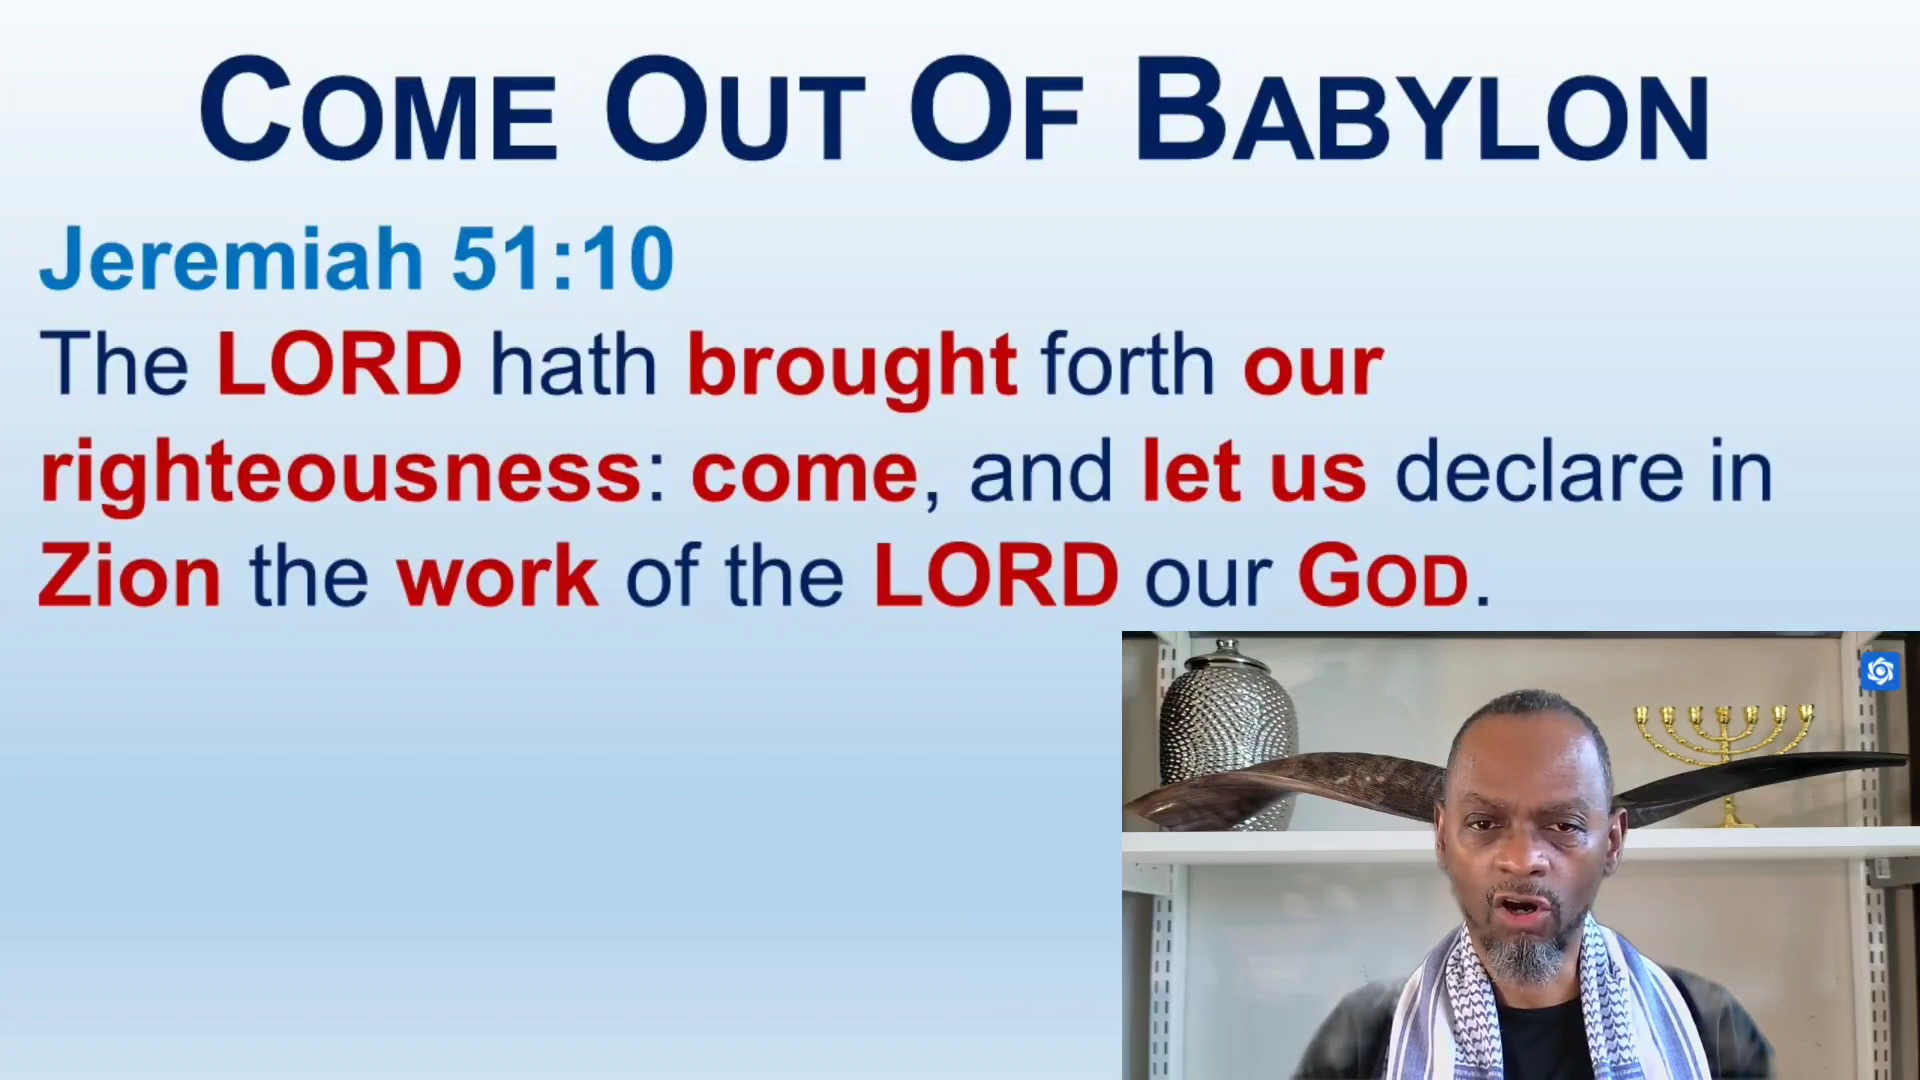 COME OUT OF BABYLON
Jeremiah 51:10
The LORD hath brought forth our
righteousness: come, and let us declare in
Zion the work of the LORD our GOD.